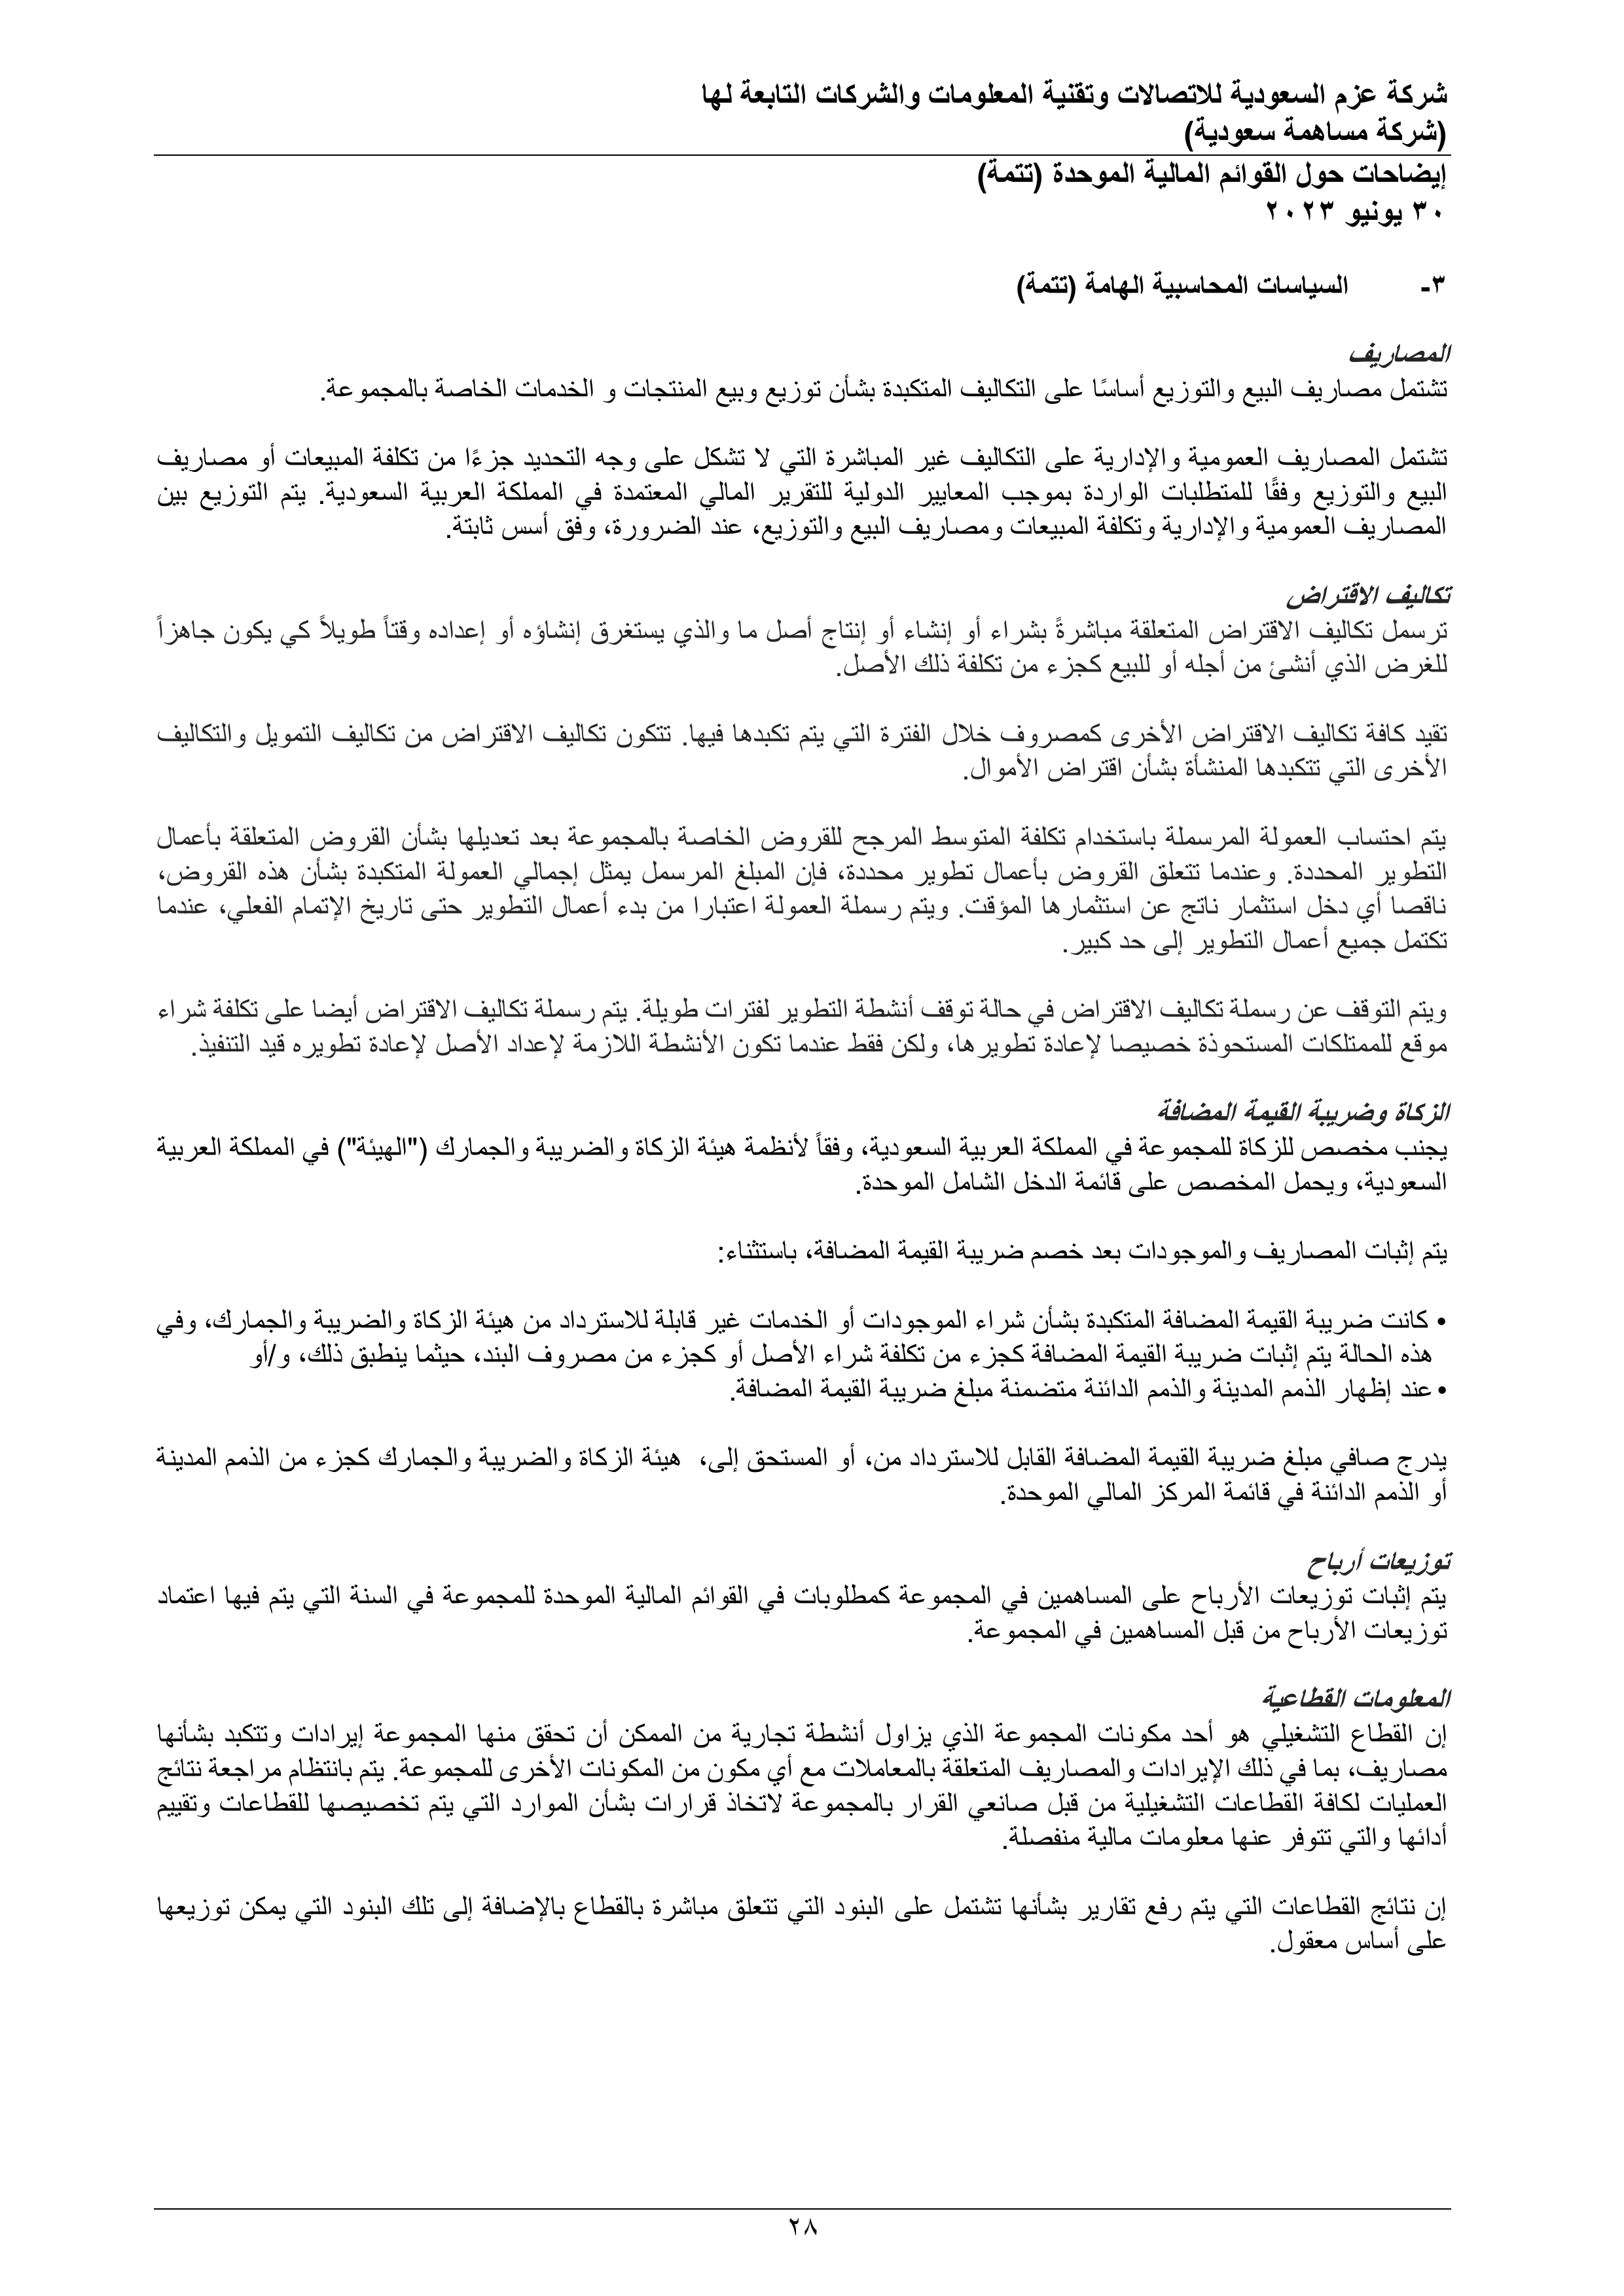 شركة عزم السعودية للاتصالات وتقنية المعلومات والشركات التابعة لها
(شركة مساهمة سعودية)
إيضاحات حول القوائم المالية الموحدة (تتمة)
٣٠ يونيو ٢٠٢٣
٣- السياسات المحاسبية الهامة (تتمة)
المصاريف
تشتمل مصاريف البيع والتوزيع أساسًا على التكاليف المتكبدة بشأن توزيع وبيع المنتجات و الخدمات الخاصة بالمجموعة.
تشتمل المصاريف العمومية والإدارية على التكاليف غير المباشرة التي لا تشكل على وجه التحديد جزءًا من تكلفة المبيعات أو مصاريف
البيع والتوزيع وفقًا للمتطلبات الواردة بموجب المعايير الدولية للتقرير المالي المعتمدة في المملكة العربية السعودية. يتم التوزيع بين
المصاريف العمومية والإدارية وتكلفة المبيعات ومصاريف البيع والتوزيع، عند الضرورة، وفق أسس ثابتة.
تكاليف الاقتراض
ترسمل تكاليف الاقتراض المتعلقة مباشرةً بشراء أو إنشاء أو إنتاج أصل ما والذي يستغرق إنشاؤه أو إعداده وقتاً طويلاً كي يكون جاهزاً
للغرض الذي أنشئ من أجله أو للبيع كجزء من تكلفة ذلك الأصل.
تقيد كافة تكاليف الاقتراض الأخرى كمصروف خلال الفترة التي يتم تكبدها فيها. تتكون تكاليف الاقتراض من تكاليف التمويل والتكاليف
الأخرى التي تتكبدها المنشأة بشأن اقتراض الأموال.
يتم احتساب العمولة المرسملة باستخدام تكلفة المتوسط المرجح للقروض الخاصة بالمجموعة بعد تعديلها بشأن القروض المتعلقة بأعمال
التطوير المحددة. وعندما تتعلق القروض بأعمال تطوير محددة، فإن المبلغ المرسمل يمثل إجمالي العمولة المتكبدة بشأن هذه القروض،
ناقصا أي دخل استثمار ناتج عن استثمارها المؤقت. ويتم رسملة العمولة اعتبارا من بدء أعمال التطوير حتى تاريخ الإتمام الفعلي، عندما
تكتمل جميع أعمال التطوير إلى حد كبير.
ويتم التوقف عن رسملة تكاليف الاقتراض في حالة توقف أنشطة التطوير لفترات طويلة. يتم رسملة تكاليف الاقتراض أيضا على تكلفة شراء
موقع للممتلكات المستحوذة خصيصا لإعادة تطويرها، ولكن فقط عندما تكون الأنشطة اللازمة لإعداد الأصل لإعادة تطويره قيد التنفيذ.
الزكاة وضريبة القيمة المضافة
يجنب مخصص للزكاة للمجموعة في المملكة العربية السعودية، وفقاً لأنظمة هيئة الزكاة والضريبة والجمارك ("الهيئة") في المملكة العربية
السعودية، ويحمل المخصص على قائمة الدخل الشامل الموحدة.
يتم إثبات المصاريف والموجودات بعد خصم ضريبة القيمة المضافة، باستثناء:
• كانت ضريبة القيمة المضافة المتكبدة بشأن شراء الموجودات أو الخدمات غير قابلة للاسترداد من هيئة الزكاة والضريبة والجمارك، وفي
هذه الحالة يتم إثبات ضريبة القيمة المضافة كجزء من تكلفة شراء الأصل أو كجزء من مصروف البند، حيثما ينطبق ذلك، و/أو
• عند إظهار الذمم المدينة والذمم الدائنة متضمنة مبلغ ضريبة القيمة المضافة.
يدرج صافي مبلغ ضريبة القيمة المضافة القابل للاسترداد من، أو المستحق إلى، هيئة الزكاة والضريبة والجمارك كجزء من الذمم المدينة
أو الذمم الدائنة في قائمة المركز المالي الموحدة.
توزيعات أرباح
يتم إثبات توزيعات الأرباح على المساهمين في المجموعة كمطلوبات في القوائم المالية الموحدة للمجموعة في السنة التي يتم فيها اعتماد
توزيعات الأرباح من قبل المساهمين في المجموعة.
المعلومات القطاعية
إن القطاع التشغيلي هو أحد مكونات المجموعة الذي يزاول أنشطة تجارية من الممكن أن تحقق منها المجموعة إيرادات وتتكبد بشأنها
مصاريف، بما في ذلك الإيرادات والمصاريف المتعلقة بالمعاملات مع أي مكون من المكونات الأخرى للمجموعة. يتم بانتظام مراجعة نتائج
العمليات لكافة القطاعات التشغيلية من قبل صانعي القرار بالمجموعة لاتخاذ قرارات بشأن الموارد التي يتم تخصيصها للقطاعات وتقييم
أدائها والتي تتوفر عنها معلومات مالية منفصلة.
إن نتائج القطاعات التي يتم رفع تقارير بشأنها تشتمل على البنود التي تتعلق مباشرة بالقطاع بالإضافة إلى تلك البنود التي يمكن توزيعها
على أساس معقول.
٢٨